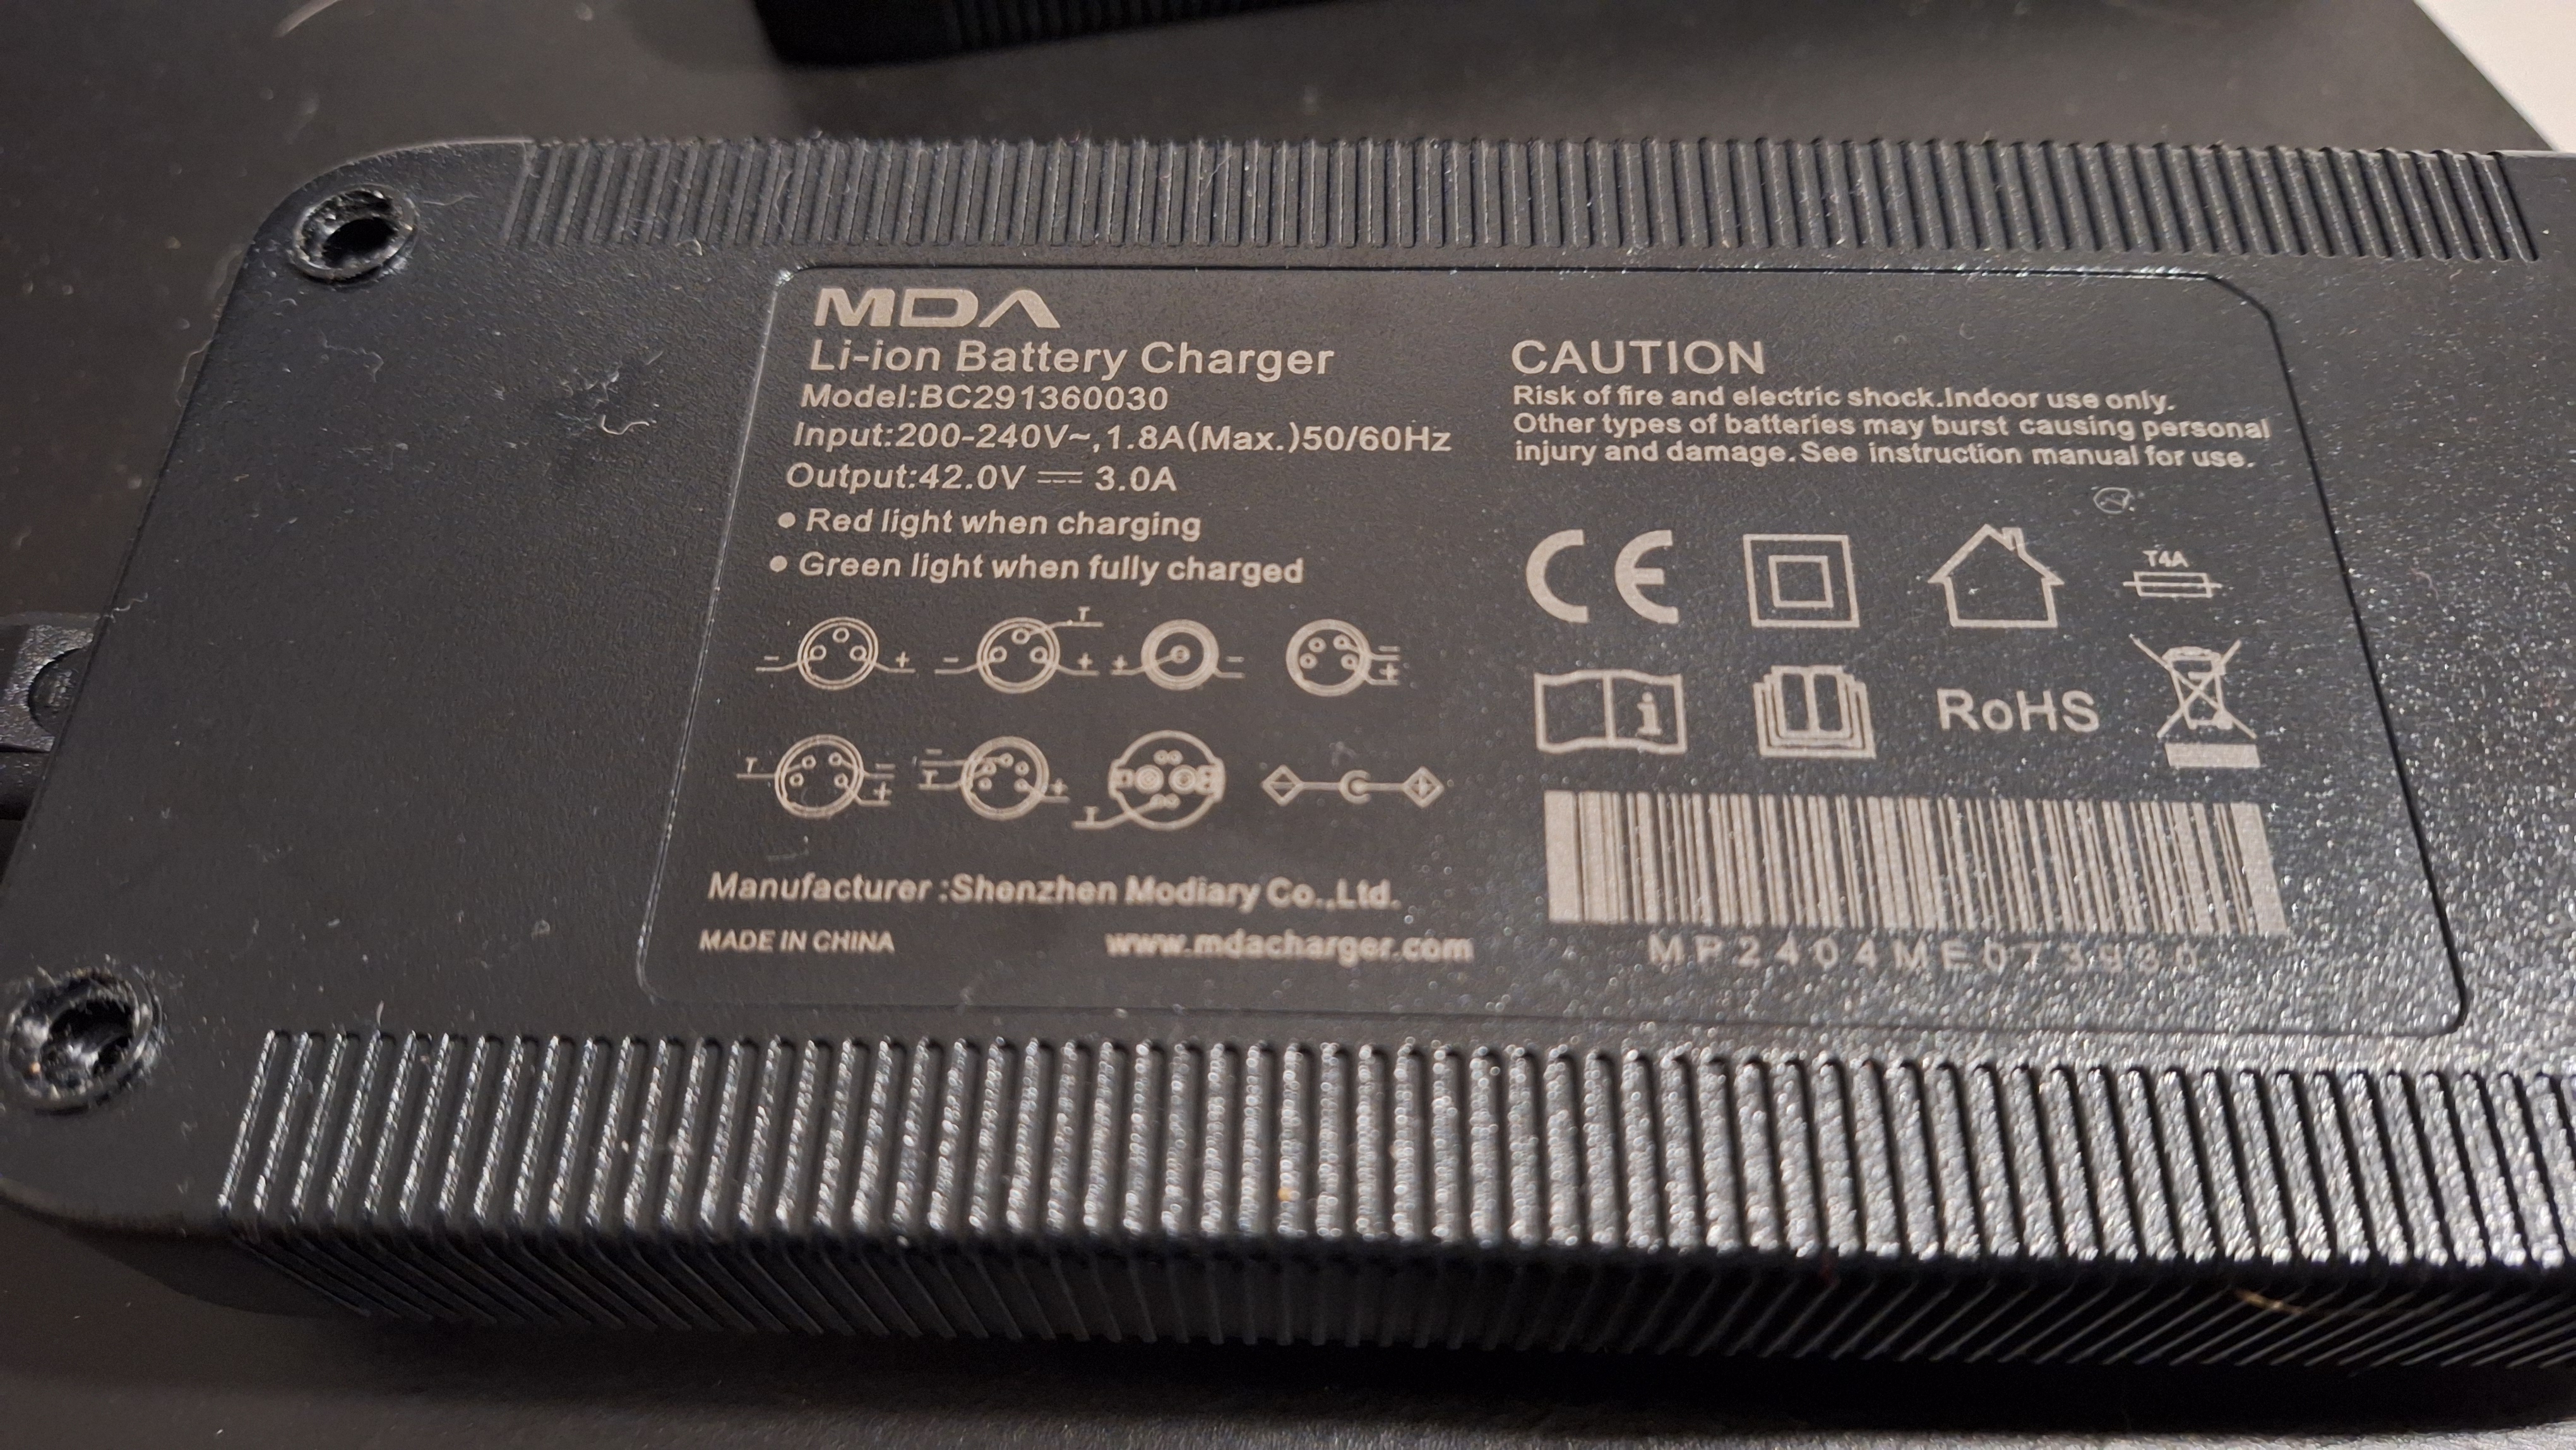 MDA
Li-ion Battery Charger
Model:BC291360030
Input:200-240V~,1.8A(Max.)50/60Hz
Output:42.0V ⎓ 3.0A
• Red light when charging
• Green light when fully charged
- +
- T +
+ -
- +
T - +
- T +
T
- C +
Manufacturer :Shenzhen Modiary Co.,Ltd.
MADE IN CHINA
www.mdacharger.com
CAUTION
Risk of fire and electric shock.Indoor use only.
Other types of batteries may burst causing personal
injury and damage.See instruction manual for use.
CE
T4A
i
RoHS
MP2404ME073930